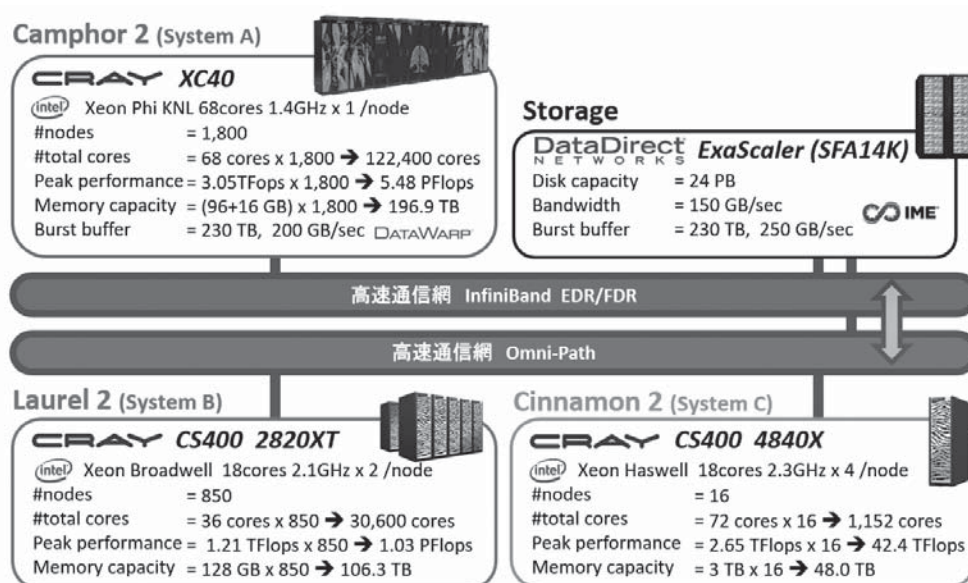 Camphor 2 (System A)
CRAY XC40
intel Xeon Phi KNL 68cores 1.4GHz x 1 /node
#nodes = 1,800
#total cores = 68 cores x 1,800 ➔ 122,400 cores
Peak performance = 3.05TFops x 1,800 ➔ 5.48 PFlops
Memory capacity = (96+16 GB) x 1,800 ➔ 196.9 TB
Burst buffer = 230 TB, 200 GB/sec DATAWARP
Storage
DataDirect NETWORKS ExaScaler (SFA14K)
Disk capacity = 24 PB
Bandwidth = 150 GB/sec
Burst buffer = 230 TB, 250 GB/sec
IME
高速通信網 InfiniBand EDR/FDR
高速通信網 Omni-Path
Laurel 2 (System B)
CRAY CS400 2820XT
intel Xeon Broadwell 18cores 2.1GHz x 2 /node
#nodes = 850
#total cores = 36 cores x 850 ➔ 30,600 cores
Peak performance = 1.21 TFlops x 850 ➔ 1.03 PFlops
Memory capacity = 128 GB x 850 ➔ 106.3 TB
Cinnamon 2 (System C)
CRAY CS400 4840X
intel Xeon Haswell 18cores 2.3GHz x 4 /node
#nodes = 16
#total cores = 72 cores x 16 ➔ 1,152 cores
Peak performance = 2.65 TFlops x 16 ➔ 42.4 TFlops
Memory capacity = 3 TB x 16 ➔ 48.0 TB